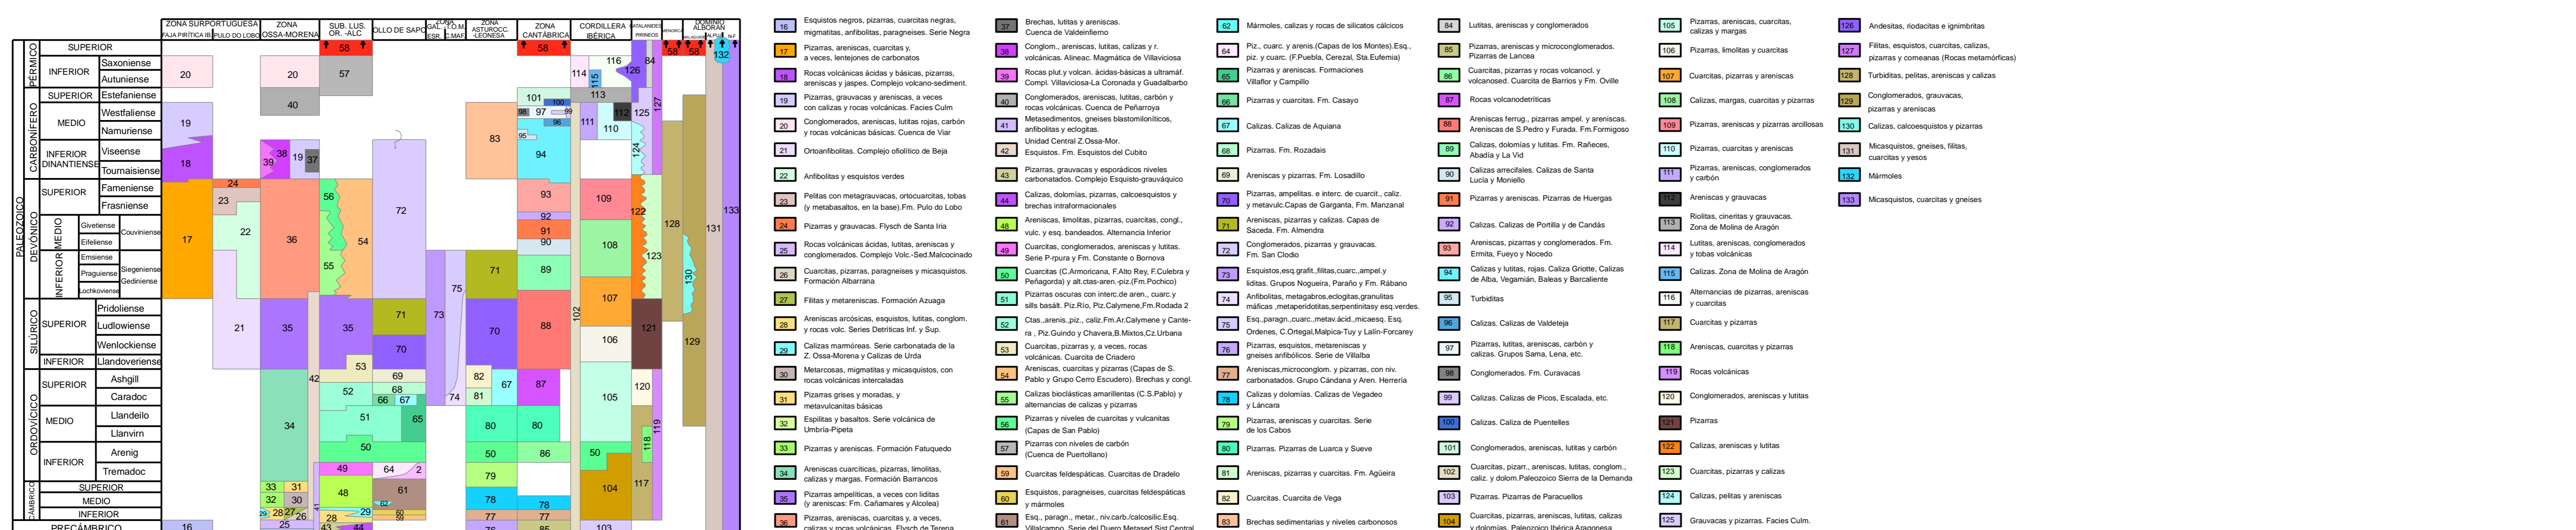 ZONA SURPORTUGUESA
FAJA PIRÍTICA IB.
PULO DO LOBO
ZONA
OSSA-MORENA
SUB. LUS.
OR. -ALC
OLLO DE SAPO
ZONA
ASTUROCC.
-LEONESA
ZONA
CANTÁBRICA
CORDILLERA
IBÉRICA
PIRINEOS
DOMINIO
ALBORÁN
PALEOZOICO
PÉRMICO
SUPERIOR
INFERIOR
Saxoniense
Autuniense
CARBONÍFERO
SUPERIOR
Estefaniense
MEDIO
Westfaliense
Namuriense
INFERIOR
DINANTIENSE
Viseense
Tournaisiense
DEVÓNICO
SUPERIOR
Fameniense
Frasniense
MEDIO
Givetiense
Eifeliense
Couviniense
INFERIOR
Emsiense
Praguiense
Lochkoviense
Siegeniense
Gediniense
SILÚRICO
SUPERIOR
Pridoliense
Ludlowiense
Wenlockiense
INFERIOR
Llandoveriense
ORDOVÍCICO
SUPERIOR
Ashgill
Caradoc
MEDIO
Llandeilo
Llanvirn
INFERIOR
Arenig
Tremadoc
CÁMBRICO
SUPERIOR
MEDIO
INFERIOR
PRECÁMBRICO
16 Esquistos negros, pizarras, cuarcitas negras,
migmatitas, anfibolitas, paragneises. Serie Negra
17 Pizarras, areniscas, cuarcitas y,
a veces, lentejones de carbonatos
18 Rocas volcánicas ácidas y básicas, pizarras,
areniscas y jaspes. Complejo volcano-sediment.
19 Pizarras, grauvacas y areniscas, a veces
con calizas y rocas volcánicas. Facies Culm
20 Conglomerados, areniscas, lutitas rojas, carbón
y rocas volcánicas básicas. Cuenca de Viar
21 Ortoanfibolitas. Complejo ofiolítico de Beja
22 Anfibolitas y esquistos verdes
23 Pelitas con metagrauvacas, ortocuarcitas, tobas
(y metabasaltos, en la base).Fm. Pulo do Lobo
24 Pizarras y grauvacas. Flysch de Santa Iria
25 Rocas volcánicas ácidas, lutitas, areniscas y
conglomerados. Complejo Volc.-Sed.Malcocinado
26 Cuarcitas, pizarras, paragneises y micasquistos.
Formación Albarrana
27 Filitas y metareniscas. Formación Azuaga
28 Areniscas arcósicas, esquistos, lutitas, conglom.
y rocas volc. Series Detríticas Inf. y Sup.
29 Calizas marmóreas. Serie carbonatada de la
Z. Ossa-Morena y Calizas de Urda
30 Metarcosas, migmatitas y micasquistos, con
rocas volcánicas intercaladas
31 Pizarras grises y moradas, y
metavulcanitas básicas
32 Espilitas y basaltos. Serie volcánica de
Umbría-Pipeta
33 Pizarras y areniscas. Formación Fatuquedo
34 Areniscas cuarcíticas, pizarras, limolitas,
calizas y margas. Formación Barrancos
35 Pizarras ampelíticas, a veces con liditas
(y areniscas: Fm. Cañamares y Alcolea)
36 Pizarras, areniscas, cuarcitas y, a veces,
calizas y conglomerados. Flysch de Terena
37 Brechas, lutitas y areniscas.
Cuenca de Valdeinfierno
38 Conglom., areniscas, lutitas, calizas y r.
volcánicas. Alineac. Magmática de Villaviciosa
39 Rocas plut.y volcan. ácidas-básicas a ultramáf.
Compl. Villaviciosa-La Coronada y Guadalbarbo
40 Conglomerados, areniscas, lutitas, carbón y
rocas volcánicas. Cuenca de Peñarroya
41 Metasedimentos, gneises blastomiloníticos,
anfibolitas y eclogitas.
Unidad Central Z.Ossa-Mor.
42 Esquistos. Fm. Esquistos del Cubito
43 Pizarras, grauvacas y esporádicos niveles
carbonatados. Complejo Esquisto-grauváquico
44 Calizas, dolomías, pizarras, calcoesquistos y
brechas intraformacionales
48 Areniscas, limolitas, pizarras, cuarcitas, congl.,
vulc. y esq. bandeados. Alternancia Inferior
49 Cuarcitas, conglomerados, areniscas y lutitas.
Serie P-rpura y Fm. Constante o Bornova
50 Cuarcitas (C.Armoricana, F.Alto Rey, F.Culebra y
Peñagorda) y alt.ctas-aren.-piz(Fm.Pochico)
51 Pizarras oscuras con interc.de aren., cuarc.y
sills basált. Piz.Río, Piz.Calymene,Fm.Rodada 2
52 Ctas.,arenis.,piz., caliz.Fm.Ar.Calymene y Cante-
ra , Piz.Guindo y Chavera,B.Mixtos,Cz.Urbana
53 Cuarcitas, pizarras y, a veces, rocas
volcánicas. Cuarcita de Criadero
54 Areniscas, cuarcitas y pizarras (Capas de S.
Pablo y Grupo Cerro Escudero). Brechas y congl.
55 Calizas bioclásticas amarillentas (C.S.Pablo) y
alternancias de calizas y pizarras
56 Pizarras y niveles de cuarcitas y vulcanitas
(Capas de San Pablo)
57 Pizarras con niveles de carbón
(Cuenca de Puertollano)
59 Cuarcitas feldespáticas. Cuarcitas de Dradelo
60 Esquistos, paragneises, cuarcitas feldespáticas
y mármoles
61 Esq., paragn., metar., niv.carb./calcosilic.Esq.
Villalcampo. Serie del Duero Metased.Sist.Central
62 Mármoles, calizas y rocas de silicatos cálcicos
64 Piz., cuarc. y arenis.(Capas de los Montes).Esq.,
piz. y cuarc. (F.Puebla, Cerezal, Sta.Eufemia)
65 Pizarras y areniscas. Formaciones
Villaflor y Campillo
66 Pizarras y cuarcitas. Fm. Casayo
67 Calizas. Calizas de Aquiana
68 Pizarras. Fm. Rozadais
69 Areniscas y pizarras. Fm. Losadillo
70 Pizarras, ampelitas. e interc. de cuarcit., caliz.
y metavulc.Capas de Garganta, Fm. Manzanal
71 Areniscas, pizarras y calizas. Capas de
Saceda. Fm. Almendra
72 Conglomerados, pizarras y grauvacas.
Fm. San Clodio
73 Esquistos,esq.grafit.,filitas,cuarc.,ampel.y
liditas. Grupos Nogueira, Paraño y Fm. Rábano
74 Anfibolitas, metagabros,eclogitas,granulitas
máficas ,metaperidotitas,serpentinitasy esq.verdes.
75 Esq.,paragn.,cuarc.,metav.ácid.,micaesq. Esq.
Ordenes, C.Ortegal,Malpica-Tuy y Lalín-Forcarey
76 Pizarras, esquistos, metareniscas y
gneises anfibólicos. Serie de Villalba
77 Areniscas,microconglom. y pizarras, con niv.
carbonatados. Grupo Cándana y Aren. Herrería
78 Calizas y dolomías. Calizas de Vegadeo
y Láncara
79 Pizarras, areniscas y cuarcitas. Serie
de los Cabos
80 Pizarras. Pizarras de Luarca y Sueve
81 Areniscas, pizarras y cuarcitas. Fm. Agüeira
82 Cuarcitas. Cuarcita de Vega
83 Brechas sedimentarias y niveles carbonosos
84 Lutitas, areniscas y conglomerados
85 Pizarras, areniscas y microconglomerados.
Pizarras de Lancea
86 Cuarcitas, pizarras y rocas volcanocl. y
volcanosed. Cuarcita de Barrios y Fm. Oville
87 Rocas volcanodetríticas
88 Areniscas ferrug., pizarras ampel. y areniscas.
Areniscas de S.Pedro y Furada. Fm.Formigoso
89 Calizas, dolomías y lutitas. Fm. Rañeces,
Abadía y La Vid
90 Calizas arrecifales. Calizas de Santa
Lucía y Moniello
91 Pizarras y areniscas. Pizarras de Huergas
92 Calizas. Calizas de Portilla y de Candás
93 Areniscas, pizarras y conglomerados. Fm.
Ermita, Fueyo y Nocedo
94 Calizas y lutitas, rojas. Caliza Griotte, Calizas
de Alba, Vegamián, Baleas y Barcaliente
95 Turbiditas
96 Calizas. Calizas de Valdeteja
97 Pizarras, lutitas, areniscas, carbón y
calizas. Grupos Sama, Lena, etc.
98 Conglomerados. Fm. Curavacas
99 Calizas. Calizas de Picos, Escalada, etc.
100 Calizas. Caliza de Puentelles
101 Conglomerados, areniscas, lutitas y carbón
102 Cuarcitas, pizarr., areniscas, lutitas, conglom.,
caliz. y dolom.Paleozoico Sierra de la Demanda
103 Pizarras. Pizarras de Paracuellos
104 Cuarcitas, pizarras, areniscas, lutitas, calizas
y dolomías. Paleozoico Ibérica Aragonesa
105 Pizarras, areniscas, cuarcitas,
calizas y margas
106 Pizarras, limolitas y cuarcitas
107 Cuarcitas, pizarras y areniscas
108 Calizas, margas, cuarcitas y pizarras
109 Pizarras, areniscas y pizarras arcillosas
110 Pizarras, cuarcitas y areniscas
111 Pizarras, areniscas, conglomerados
y carbón
112 Areniscas y grauvacas
113 Riolitas, cineritas y grauvacas.
Zona de Molina de Aragón
114 Lutitas, areniscas, conglomerados
y tobas volcánicas
115 Calizas. Zona de Molina de Aragón
116 Alternancias de pizarras, areniscas
y cuarcitas
117 Cuarcitas y pizarras
118 Areniscas, cuarcitas y pizarras
119 Rocas volcánicas
120 Conglomerados, areniscas y lutitas
121 Pizarras
122 Calizas, areniscas y lutitas
123 Cuarcitas, pizarras y calizas
124 Calizas, pelitas y areniscas
125 Grauvacas y pizarras. Facies Culm.
126 Andesitas, riodacitas e ignimbritas
127 Filitas, esquistos, cuarcitas, calizas,
pizarras y corneanas (Rocas metamórficas)
128 Turbiditas, pelitas, areniscas y calizas
129 Conglomerados, grauvacas,
pizarras y areniscas
130 Calizas, calcoesquistos y pizarras
131 Micasquistos, gneises, filitas,
cuarcitas y yesos
132 Mármoles
133 Micasquistos, cuarcitas y gneises